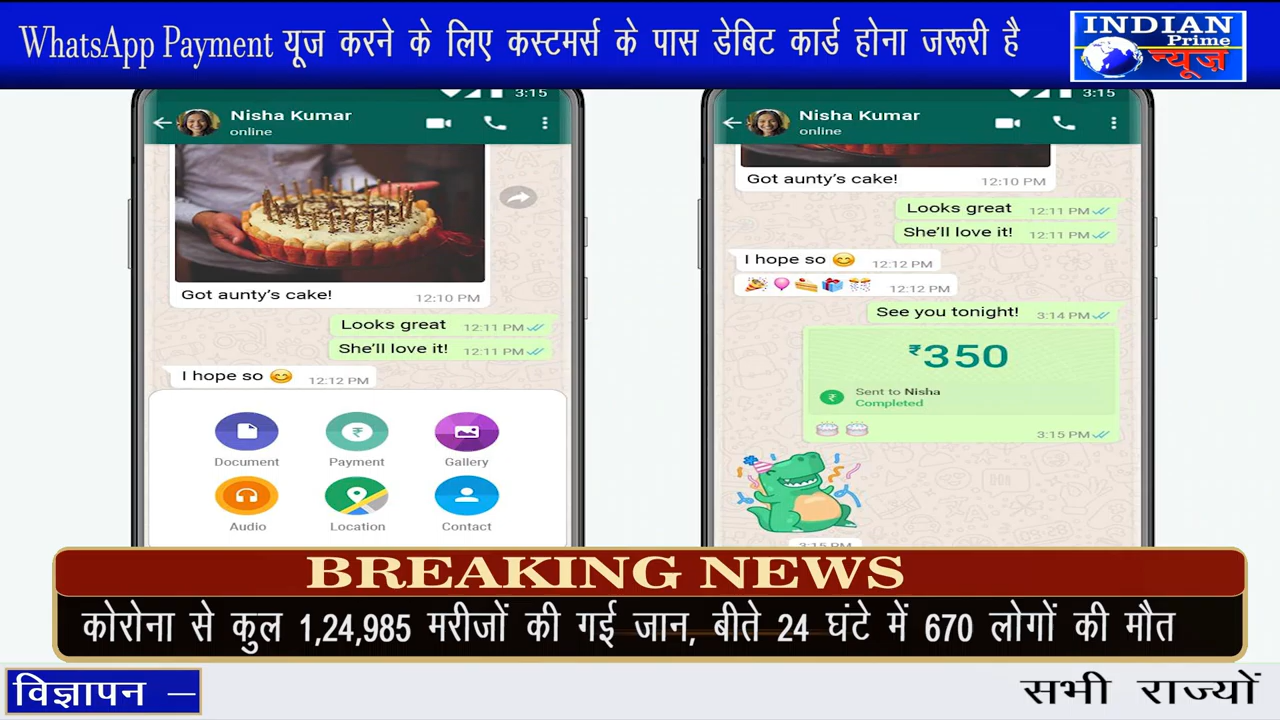 WhatsApp Payment यूज करने के लिए कस्टमर्स के पास डेबिट कार्ड होना जरूरी है
INDIAN
Prime
न्यूज़
3:15
Nisha Kumar
online
Got aunty's cake! 12:10 PM
Looks great 12:11 PM
She'll love it! 12:11 PM
I hope so 😊 12:12 PM
Document Payment Gallery
Audio Location Contact
3:15
Nisha Kumar
online
Got aunty's cake! 12:10 PM
Looks great 12:11 PM
She'll love it! 12:11 PM
I hope so 😊 12:12 PM
🎉🎈🍰🎁🎊 12:12 PM
See you tonight! 3:14 PM
₹350
Sent to Nisha
Completed
🎂🎂 3:15 PM
3:15 PM
BREAKING NEWS
कोरोना से कुल 1,24,985 मरीजों की गई जान, बीते 24 घंटे में 670 लोगों की मौत
विज्ञापन —
सभी राज्यों